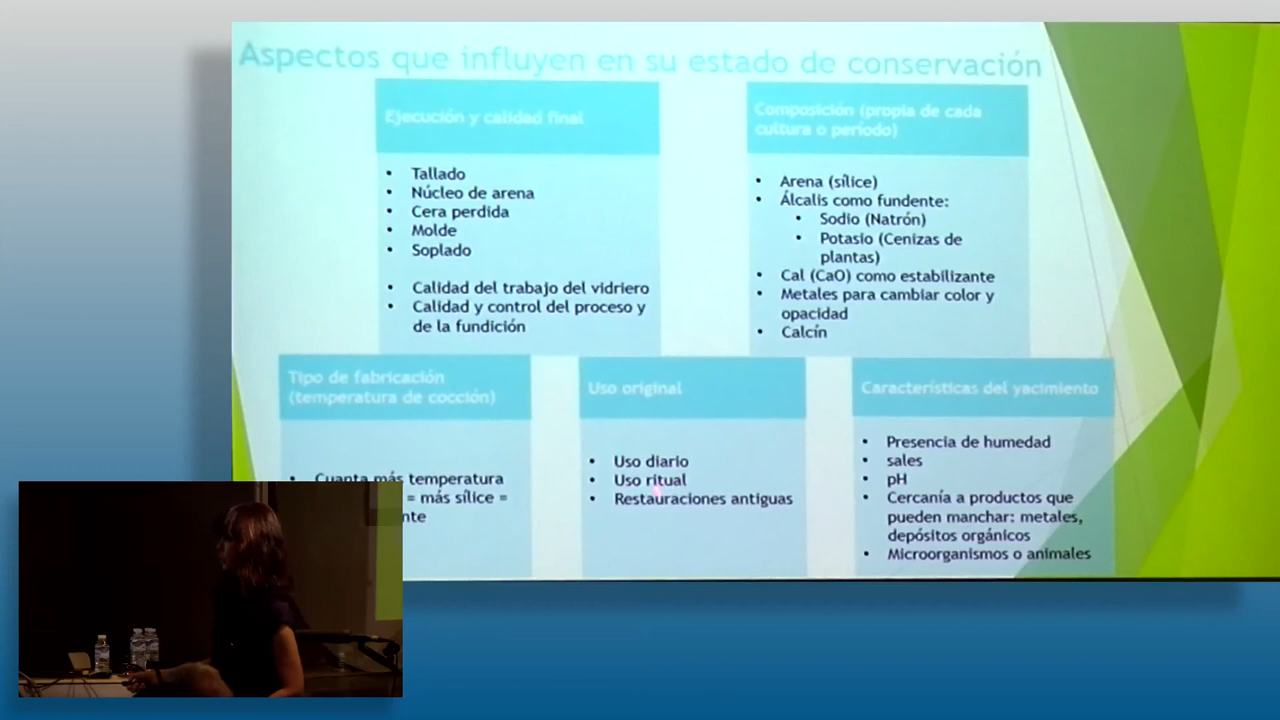 Aspectos que influyen en su estado de conservación
Ejecución y calidad final
• Tallado
• Núcleo de arena
• Cera perdida
• Molde
• Soplado
• Calidad del trabajo del vidriero
• Calidad y control del proceso y
de la fundición
Composición (propia de cada
cultura o período)
• Arena (sílice)
• Álcalis como fundente:
• Sodio (Natrón)
• Potasio (Cenizas de
plantas)
• Cal (CaO) como estabilizante
• Metales para cambiar color y
opacidad
• Calcín
Tipo de fabricación
(temperatura de cocción)
• Cuanta más temperatura
= más sílice =
Uso original
• Uso diario
• Uso ritual
• Restauraciones antiguas
Características del yacimiento
• Presencia de humedad
• sales
• pH
• Cercanía a productos que
pueden manchar: metales,
depósitos orgánicos
• Microorganismos o animales